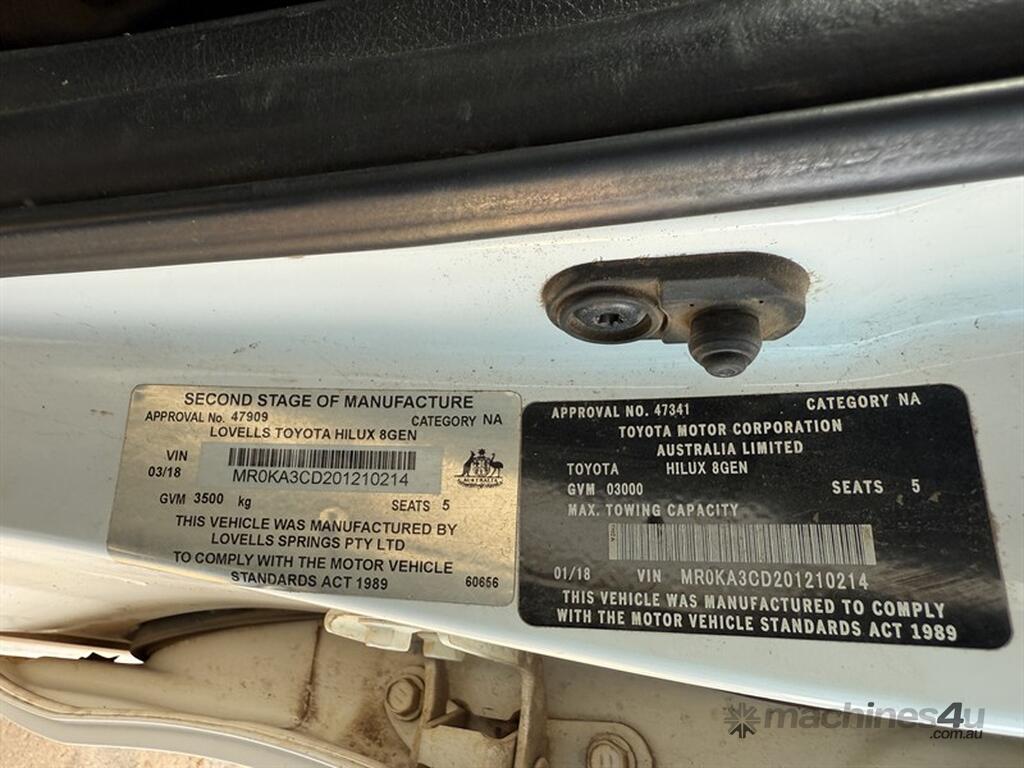 SECOND STAGE OF MANUFACTURE
APPROVAL No. 47909 CATEGORY NA
LOVELLS TOYOTA HILUX 8GEN
VIN
03/18
MR0KA3CD201210214
AUSTRALIA
GVM 3500 kg SEATS 5
THIS VEHICLE WAS MANUFACTURED BY
LOVELLS SPRINGS PTY LTD
TO COMPLY WITH THE MOTOR VEHICLE
STANDARDS ACT 1989 60656
APPROVAL NO. 47341 CATEGORY NA
TOYOTA MOTOR CORPORATION
AUSTRALIA LIMITED
TOYOTA HILUX 8GEN
GVM 03000 SEATS 5
MAX. TOWING CAPACITY
01/18 VIN MR0KA3CD201210214
THIS VEHICLE WAS MANUFACTURED TO COMPLY
WITH THE MOTOR VEHICLE STANDARDS ACT 1989
machines4u
.com.au